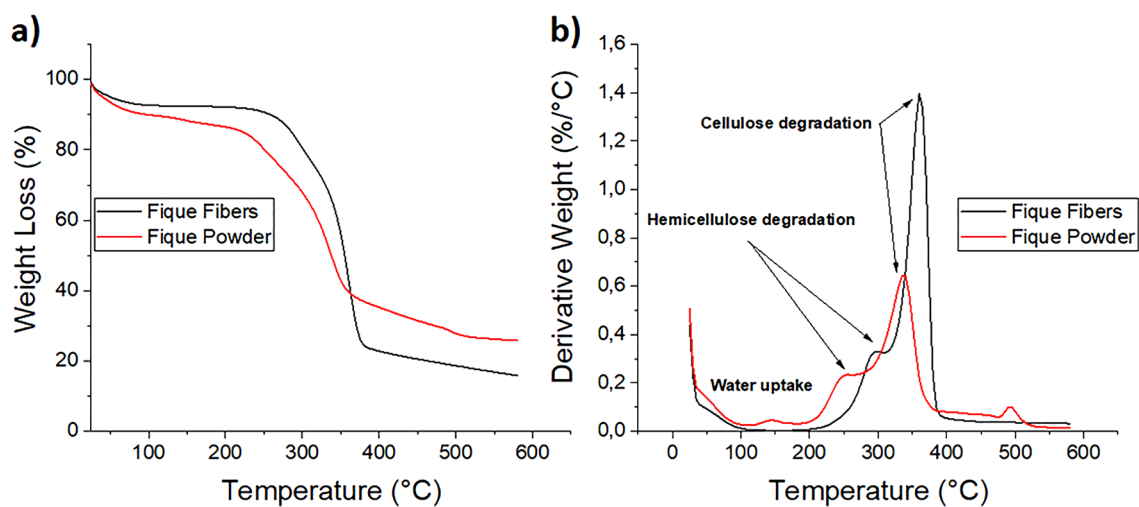 a)
100
80
60
40
20
0
Weight Loss (%)
Fique Fibers
Fique Powder
100
200
300
400
500
600
Temperature (°C)
b)
1,6
1,4
1,2
1,0
0,8
0,6
0,4
0,2
0,0
Derivative Weight (%/°C)
Cellulose degradation
Hemicellulose degradation
Water uptake
Fique Fibers
Fique Powder
0
100
200
300
400
500
600
Temperature (°C)